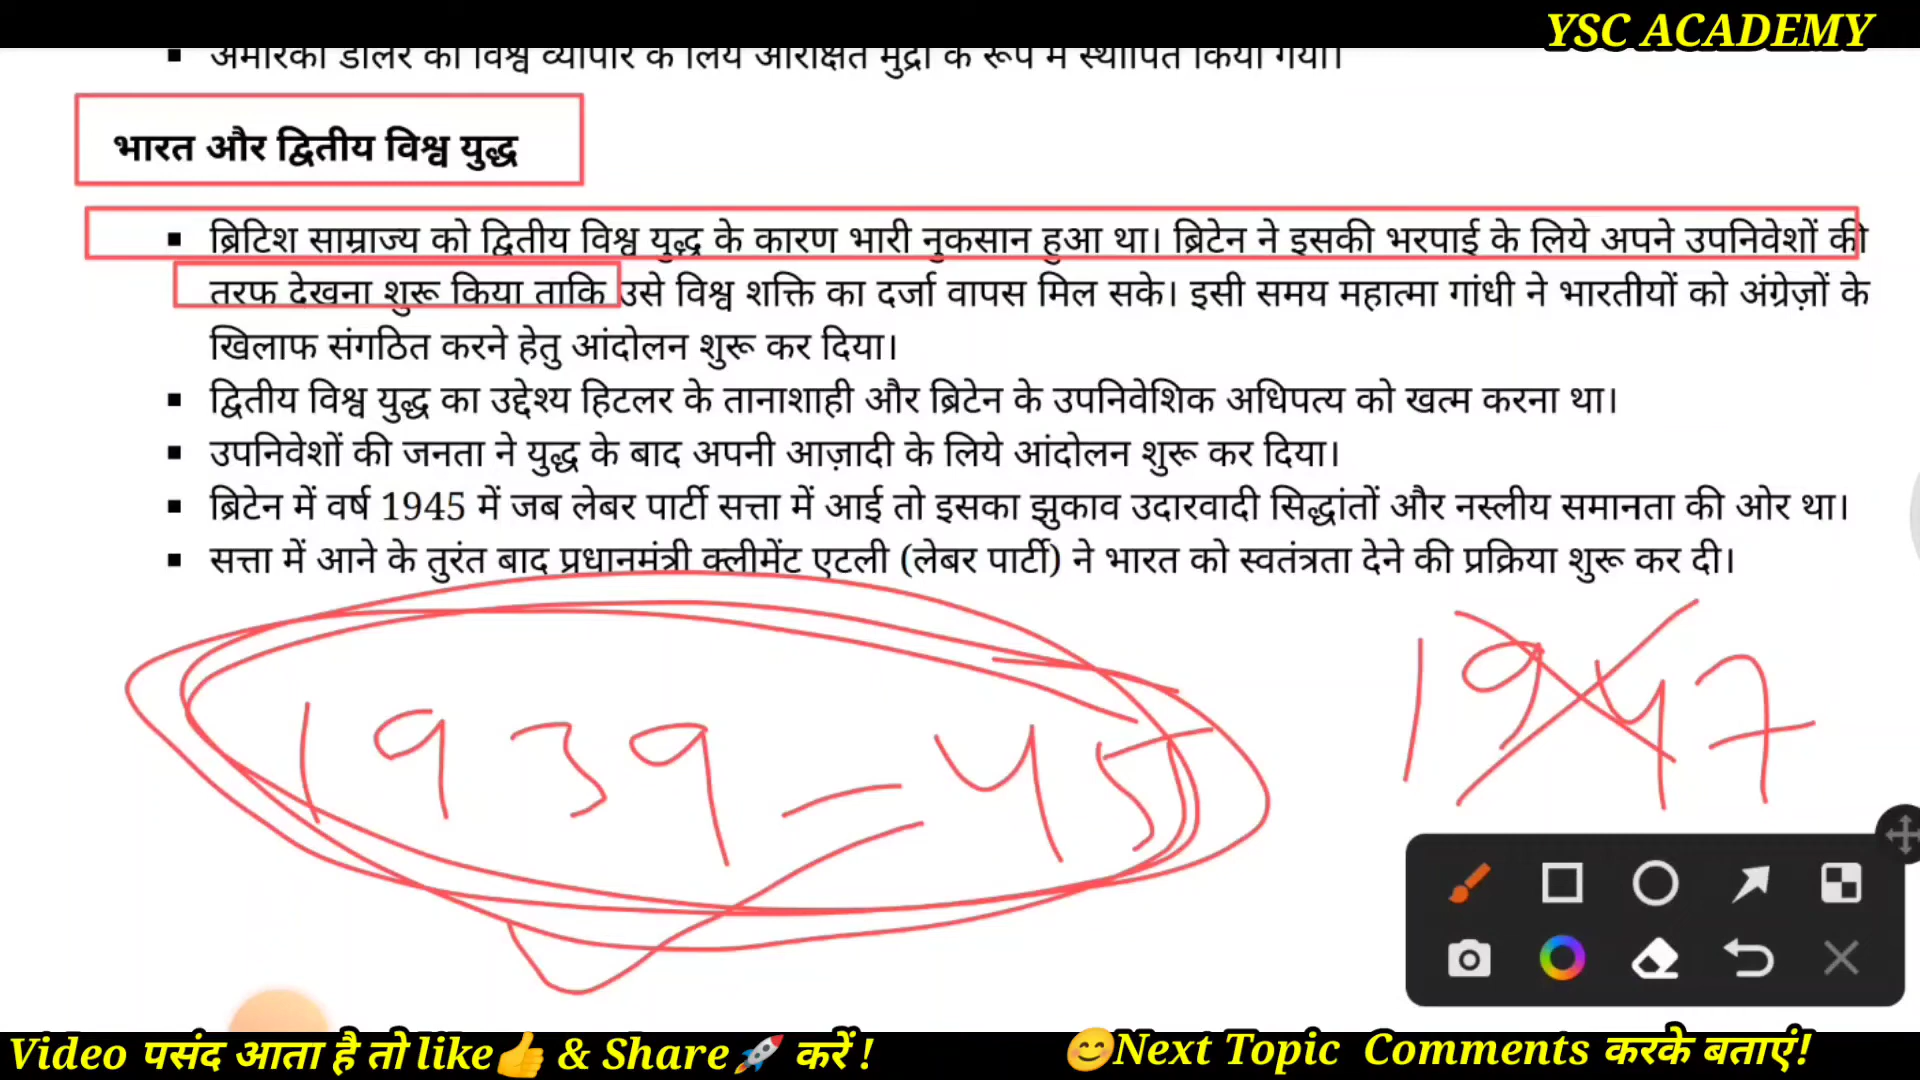 YSC ACADEMY
अमेरिकी डॉलर को विश्व व्यापार के लिये आरक्षित मुद्रा के रूप में स्थापित किया गया।
भारत और द्वितीय विश्व युद्ध
▪ ब्रिटिश साम्राज्य को द्वितीय विश्व युद्ध के कारण भारी नुकसान हुआ था। ब्रिटेन ने इसकी भरपाई के लिये अपने उपनिवेशों की
तरफ देखना शुरू किया ताकि उसे विश्व शक्ति का दर्जा वापस मिल सके। इसी समय महात्मा गांधी ने भारतीयों को अंग्रेज़ों के
खिलाफ संगठित करने हेतु आंदोलन शुरू कर दिया।
▪ द्वितीय विश्व युद्ध का उद्देश्य हिटलर के तानाशाही और ब्रिटेन के उपनिवेशिक अधिपत्य को खत्म करना था।
▪ उपनिवेशों की जनता ने युद्ध के बाद अपनी आज़ादी के लिये आंदोलन शुरू कर दिया।
▪ ब्रिटेन में वर्ष 1945 में जब लेबर पार्टी सत्ता में आई तो इसका झुकाव उदारवादी सिद्धांतों और नस्लीय समानता की ओर था।
▪ सत्ता में आने के तुरंत बाद प्रधानमंत्री क्लीमेंट एटली (लेबर पार्टी) ने भारत को स्वतंत्रता देने की प्रक्रिया शुरू कर दी।
1939 - 45
1947
Video पसंद आता है तो like👍 & Share🚀 करें !
😊Next Topic Comments करके बताएं!